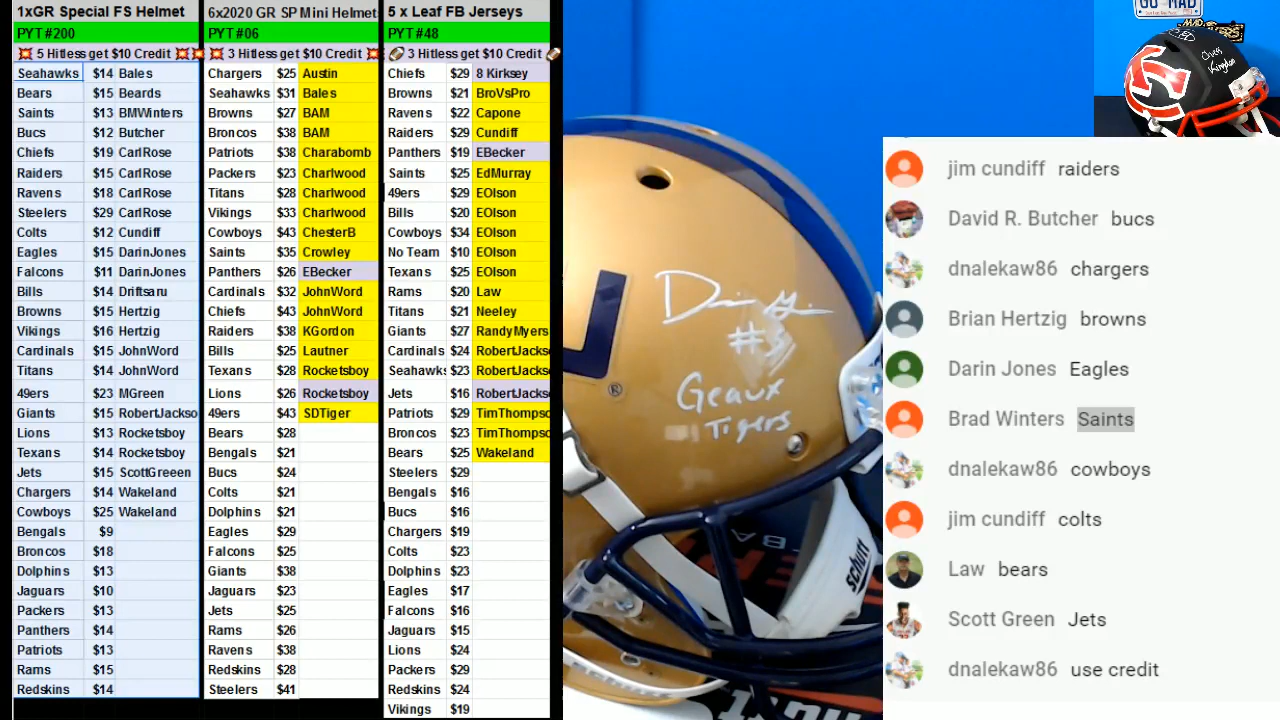 1xGR Special FS Helmet
PYT #200
5 Hitless get $10 Credit
Seahawks $14 Bales
Bears $15 Beards
Saints $13 BMWinters
Bucs $12 Butcher
Chiefs $19 CarlRose
Raiders $15 CarlRose
Ravens $18 CarlRose
Steelers $29 CarlRose
Colts $12 Cundiff
Eagles $15 DarinJones
Falcons $11 DarinJones
Bills $14 Driftsaru
Browns $15 Hertzig
Vikings $16 Hertzig
Cardinals $15 JohnWord
Titans $14 JohnWord
49ers $23 MGreen
Giants $15 RobertJackso
Lions $13 Rocketsboy
Texans $14 Rocketsboy
Jets $15 ScottGreeen
Chargers $14 Wakeland
Cowboys $25 Wakeland
Bengals $9
Broncos $18
Dolphins $13
Jaguars $10
Packers $13
Panthers $14
Patriots $13
Rams $15
Redskins $14
6x2020 GR SP Mini Helmet
PYT #06
3 Hitless get $10 Credit
Chargers $25 Austin
Seahawks $31 Bales
Browns $27 BAM
Broncos $38 BAM
Patriots $38 Charabomb
Packers $23 Charlwood
Titans $28 Charlwood
Vikings $33 Charlwood
Cowboys $43 ChesterB
Saints $35 Crowley
Panthers $26 EBecker
Cardinals $32 JohnWord
Chiefs $43 JohnWord
Raiders $38 KGordon
Bills $25 Lautner
Texans $28 Rocketsboy
Lions $26 Rocketsboy
49ers $43 SDTiger
Bears $28
Bengals $21
Bucs $24
Colts $21
Dolphins $21
Eagles $29
Falcons $25
Giants $38
Jaguars $23
Jets $25
Rams $26
Ravens $38
Redskins $28
Steelers $41
5 x Leaf FB Jerseys
PYT #48
3 Hitless get $10 Credit
Chiefs $29 8 Kirksey
Browns $21 BroVsPro
Ravens $22 Capone
Raiders $29 Cundiff
Panthers $19 EBecker
Saints $25 EdMurray
49ers $29 EOlson
Bills $20 EOlson
Cowboys $34 EOlson
No Team $10 EOlson
Texans $25 EOlson
Rams $20 Law
Titans $21 Neeley
Giants $27 RandyMyers
Cardinals $24 RobertJacks
Seahawks $23 RobertJacks
Jets $16 RobertJacks
Patriots $29 TimThompso
Broncos $23 TimThompso
Bears $25 Wakeland
Steelers $29
Bengals $16
Bucs $16
Chargers $19
Colts $23
Dolphins $23
Eagles $17
Falcons $16
Jaguars $15
Lions $24
Packers $29
Redskins $24
Vikings $19
#3
Geaux
Tigers
®
schutt
GO MAD
MAD
jim cundiff raiders
David R. Butcher bucs
dnalekaw86 chargers
Brian Hertzig browns
Darin Jones Eagles
Brad Winters Saints
dnalekaw86 cowboys
jim cundiff colts
Law bears
Scott Green Jets
dnalekaw86 use credit